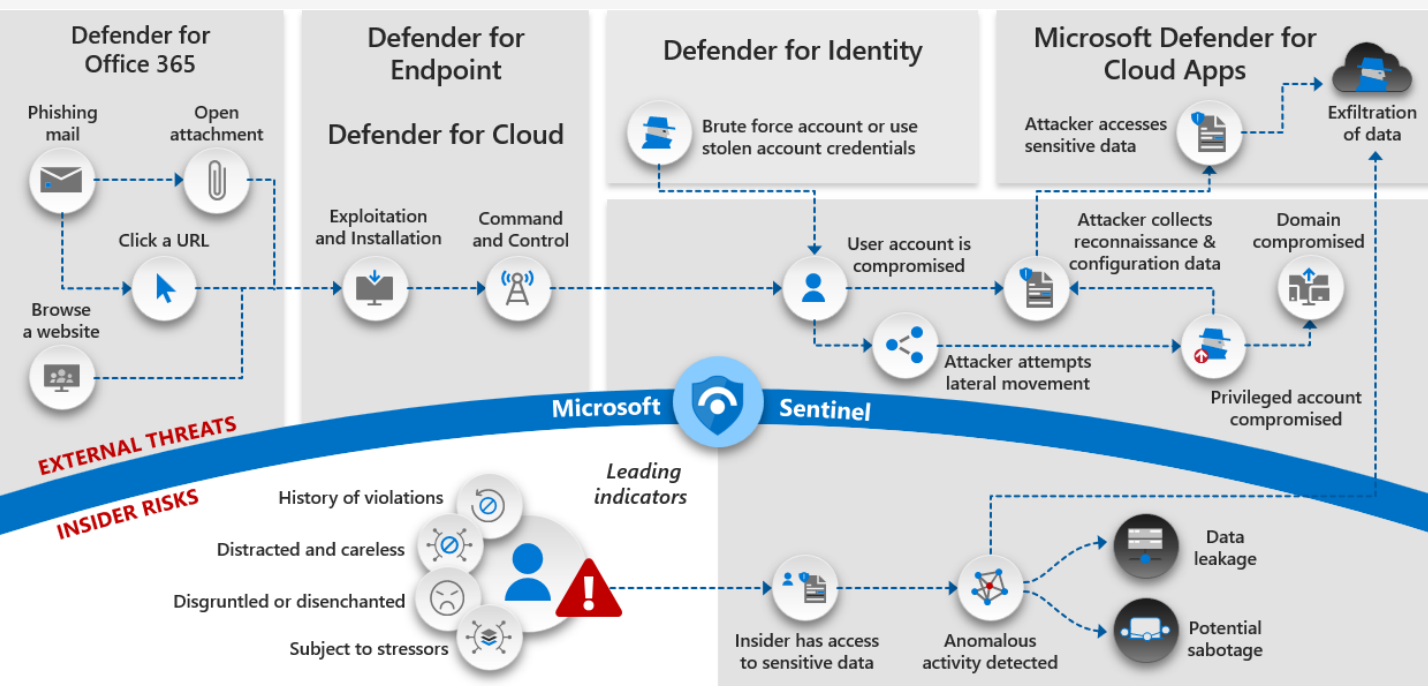 Defender for
Office 365
Phishing
mail
Open
attachment
Click a URL
Browse
a website
Defender for
Endpoint
Defender for Cloud
Exploitation
and Installation
Command
and Control
Defender for Identity
Brute force account or use
stolen account credentials
Microsoft Defender for
Cloud Apps
Attacker accesses
sensitive data
Exfiltration
of data
User account is
compromised
Attacker collects
reconnaissance &
configuration data
Domain
compromised
Attacker attempts
lateral movement
Privileged account
compromised
Microsoft Sentinel
EXTERNAL THREATS
INSIDER RISKS
Leading
indicators
History of violations
Distracted and careless
Disgruntled or disenchanted
Subject to stressors
Insider has access
to sensitive data
Anomalous
activity detected
Data
leakage
Potential
sabotage